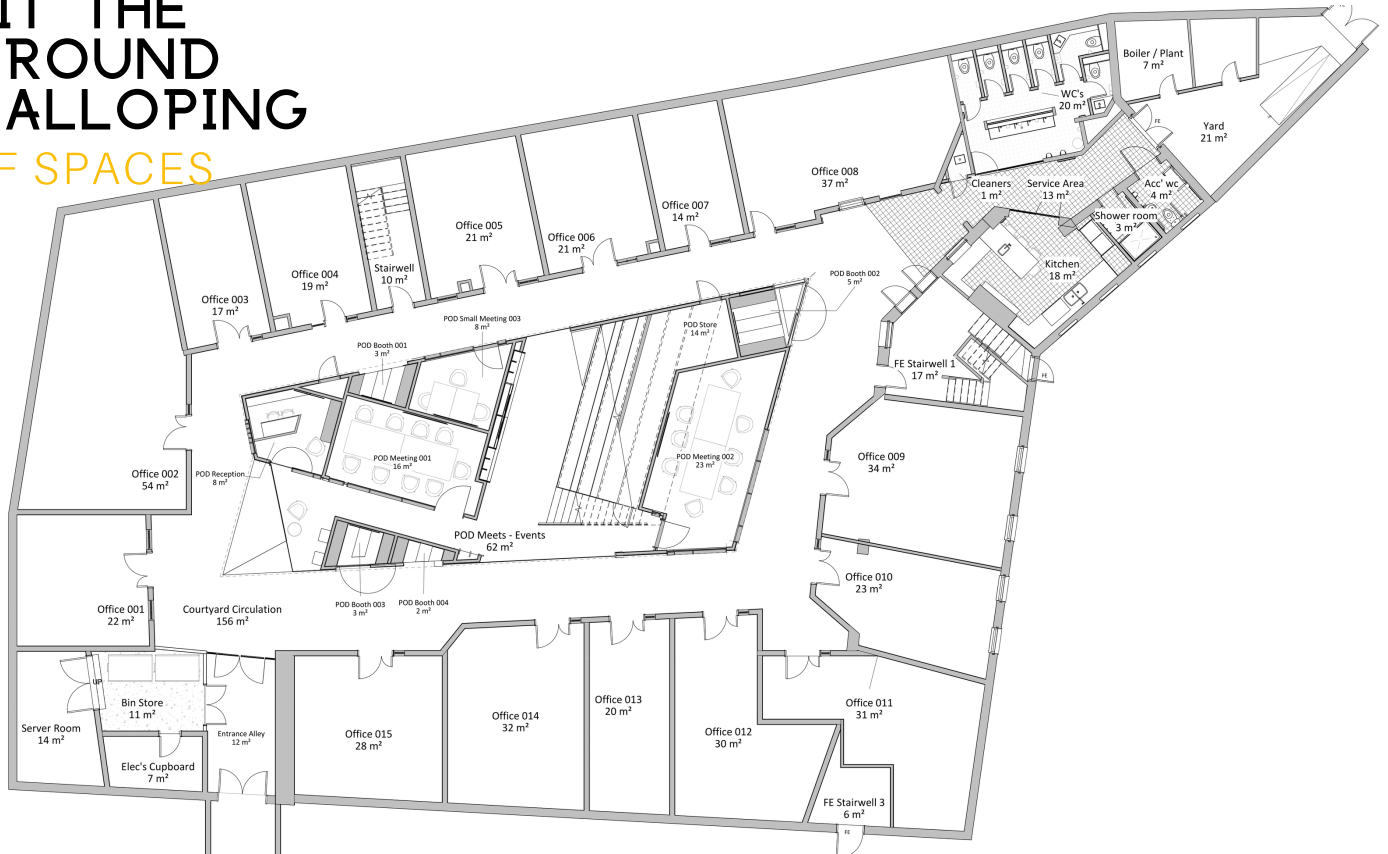 IT THE
ROUND
ALLOPING
F SPACES
Boiler / Plant
7 m²
WC's
20 m²
Yard
21 m²
FE
FE
Office 008
37 m²
Cleaners
1 m²
Service Area
13 m²
Acc' wc
4 m²
Shower room
3 m²
Kitchen
18 m²
Office 007
14 m²
Office 006
21 m²
Office 005
21 m²
Stairwell
10 m²
Office 004
19 m²
Office 003
17 m²
POD Booth 002
5 m²
POD Small Meeting 003
8 m²
POD Store
14 m²
POD Booth 001
3 m²
FE Stairwell 1
17 m²
FE
Office 002
54 m²
POD Reception
8 m²
POD Meeting 001
16 m²
POD Meeting 002
23 m²
Office 009
34 m²
POD Meets - Events
62 m²
Office 010
23 m²
Office 001
22 m²
Courtyard Circulation
156 m²
POD Booth 003
3 m²
POD Booth 004
2 m²
UP
Bin Store
11 m²
Server Room
14 m²
Entrance Alley
12 m²
Elec's Cupboard
7 m²
Office 015
28 m²
Office 014
32 m²
Office 013
20 m²
Office 012
30 m²
Office 011
31 m²
FE Stairwell 3
6 m²
FE